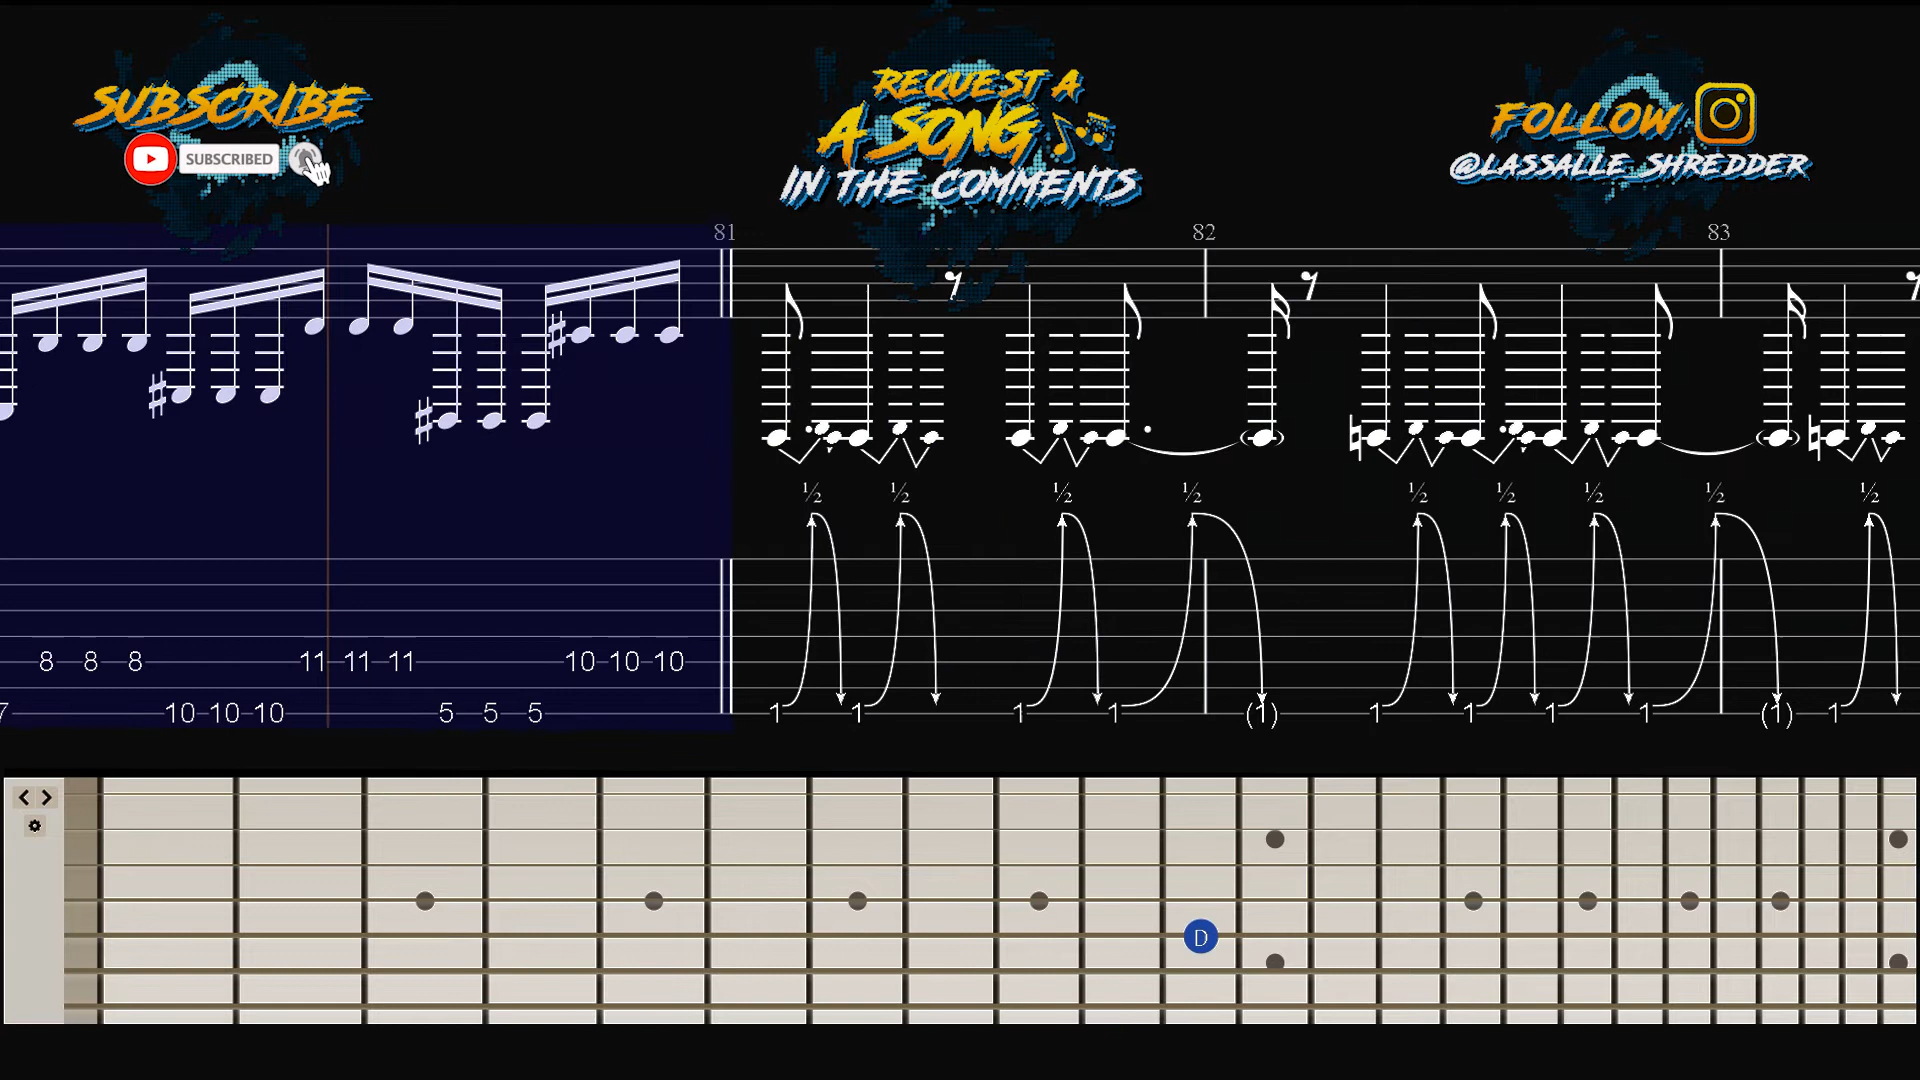 SUBSCRIBE
SUBSCRIBED
REQUEST A
A SONG
IN THE COMMENTS
FOLLOW
@LASSALLE_SHREDDER
81 82 83
½ ½ ½ ½ ½ ½ ½ ½ ½
8 8 8 11 11 11 10 10 10
7 10 10 10 5 5 5 1 1 1 1 (1) 1 1 1 1 (1) 1
D